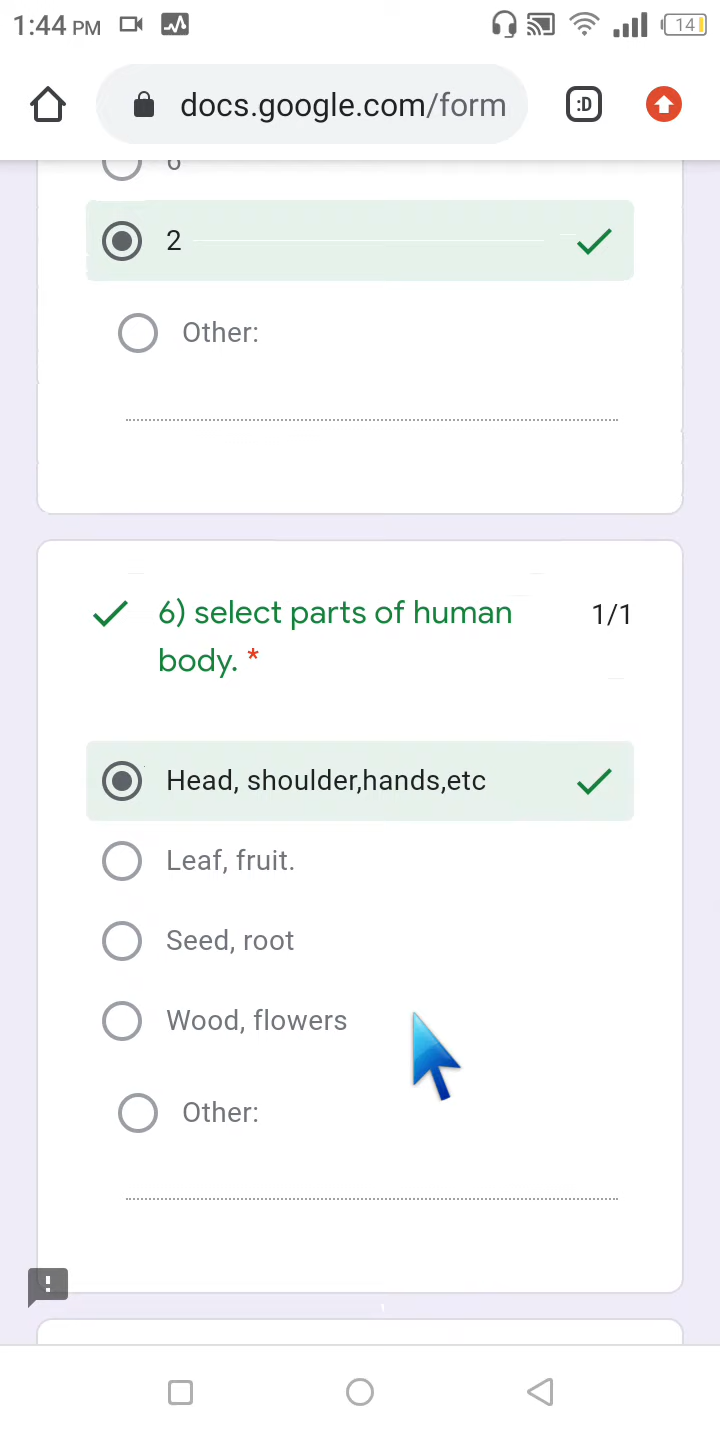 1:44 PM
14
docs.google.com/form
:D
2
Other:
6) select parts of human
body. *
1/1
Head, shoulder,hands,etc
Leaf, fruit.
Seed, root
Wood, flowers
Other: